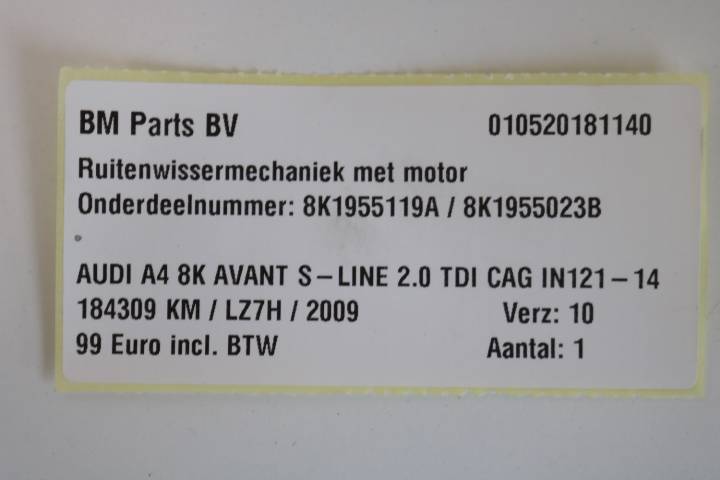 BM Parts BV 010520181140
Ruitenwissermechaniek met motor
Onderdeelnummer: 8K1955119A / 8K1955023B
AUDI A4 8K AVANT S-LINE 2.0 TDI CAG IN121-14
184309 KM / LZ7H / 2009 Verz: 10
99 Euro incl. BTW Aantal: 1